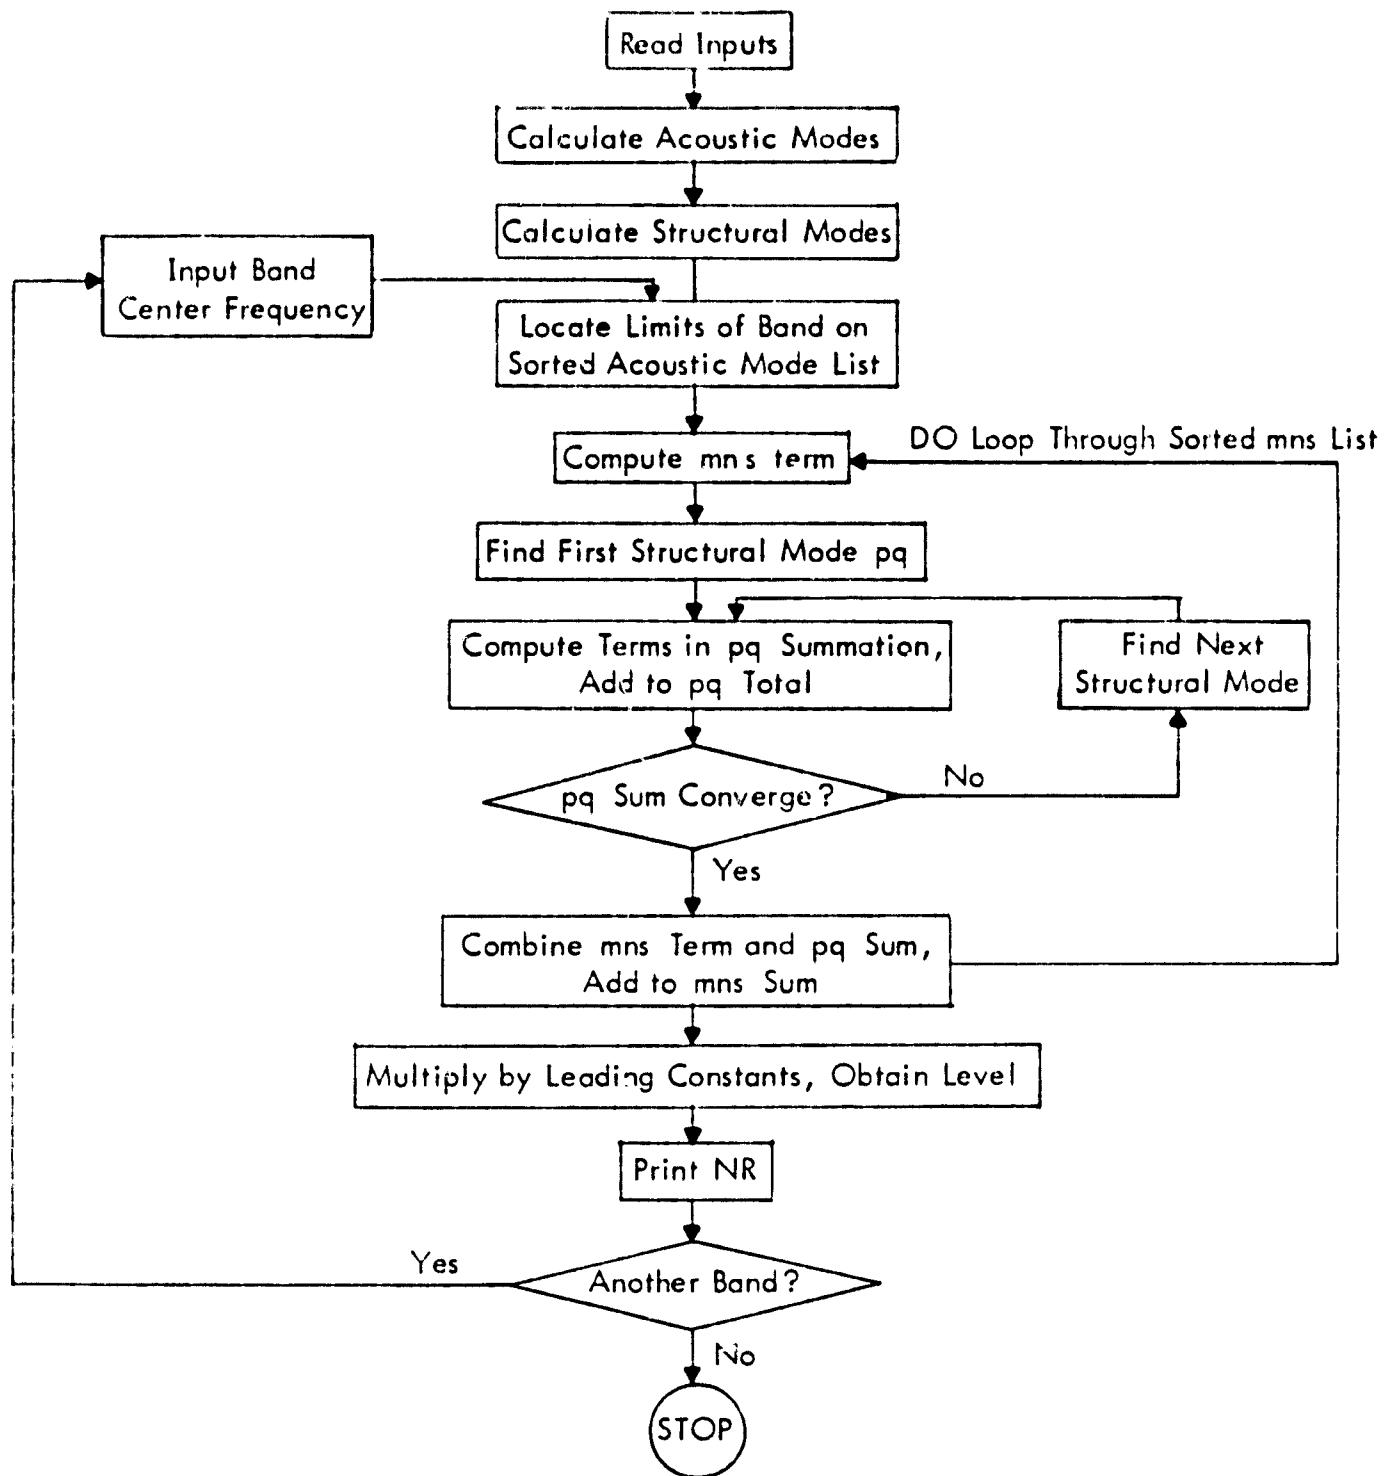 Read Inputs
Calculate Acoustic Modes
Calculate Structural Modes
Input Band
Center Frequency
Locate Limits of Band on
Sorted Acoustic Mode List
DO Loop Through Sorted mns List
Compute mns term
Find First Structural Mode pq
Compute Terms in pq Summation,
Add to pq Total
Find Next
Structural Mode
pq Sum Converge?
No
Yes
Combine mns Term and pq Sum,
Add to mns Sum
Multiply by Leading Constants, Obtain Level
Print NR
Yes
Another Band?
No
STOP